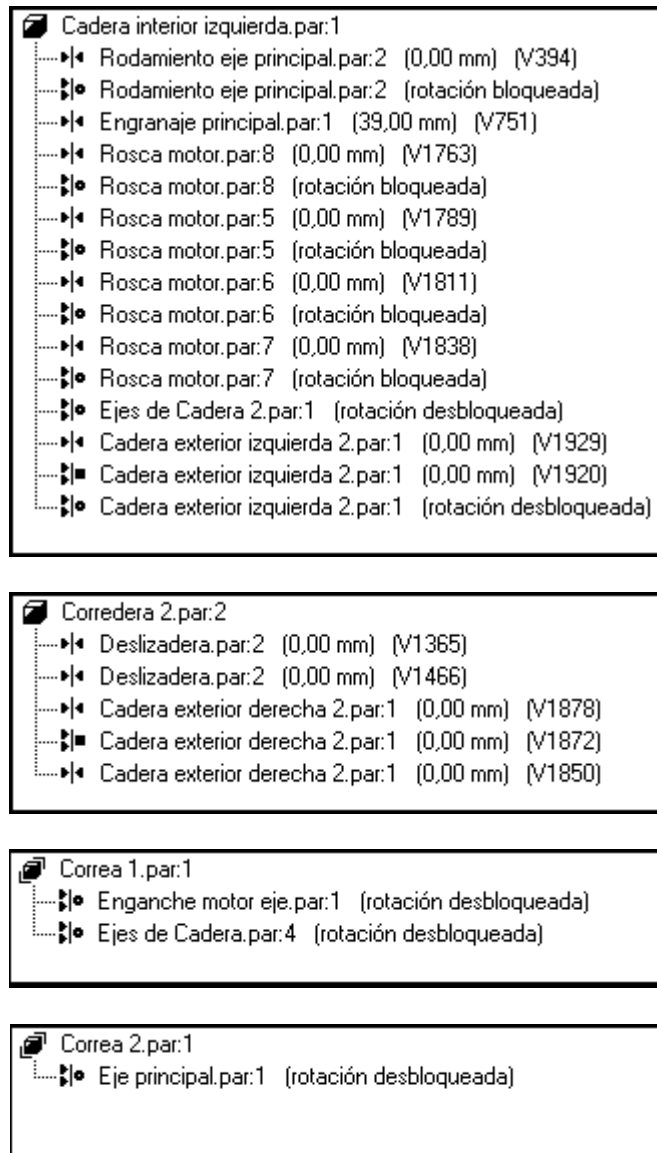 Cadera interior izquierda.par:1
Rodamiento eje principal.par:2 (0,00 mm) (V394)
Rodamiento eje principal.par:2 (rotación bloqueada)
Engranaje principal.par:1 (39,00 mm) (V751)
Rosca motor.par:8 (0,00 mm) (V1763)
Rosca motor.par:8 (rotación bloqueada)
Rosca motor.par:5 (0,00 mm) (V1789)
Rosca motor.par:5 (rotación bloqueada)
Rosca motor.par:6 (0,00 mm) (V1811)
Rosca motor.par:6 (rotación bloqueada)
Rosca motor.par:7 (0,00 mm) (V1838)
Rosca motor.par:7 (rotación bloqueada)
Ejes de Cadera 2.par:1 (rotación desbloqueada)
Cadera exterior izquierda 2.par:1 (0,00 mm) (V1929)
Cadera exterior izquierda 2.par:1 (0,00 mm) (V1920)
Cadera exterior izquierda 2.par:1 (rotación desbloqueada)
Corredera 2.par:2
Deslizadera.par:2 (0,00 mm) (V1365)
Deslizadera.par:2 (0,00 mm) (V1466)
Cadera exterior derecha 2.par:1 (0,00 mm) (V1878)
Cadera exterior derecha 2.par:1 (0,00 mm) (V1872)
Cadera exterior derecha 2.par:1 (0,00 mm) (V1850)
Correa 1.par:1
Enganche motor eje.par:1 (rotación desbloqueada)
Ejes de Cadera.par:4 (rotación desbloqueada)
Correa 2.par:1
Eje principal.par:1 (rotación desbloqueada)